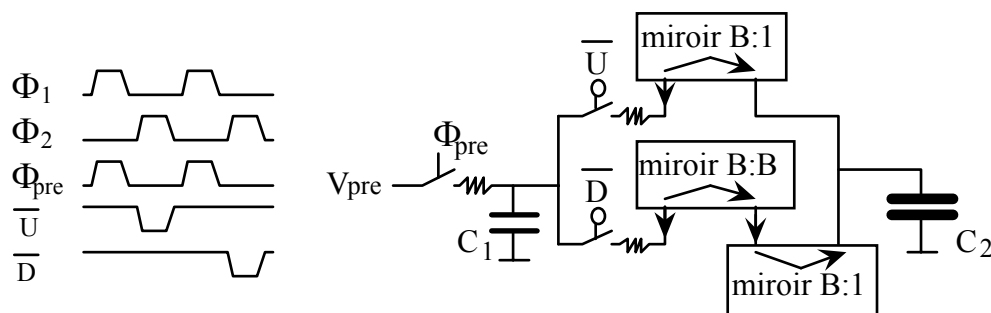 Φ1
Φ2
Φpre
U
D
Vpre
Φpre
C1
U
D
miroir B:1
miroir B:B
miroir B:1
C2